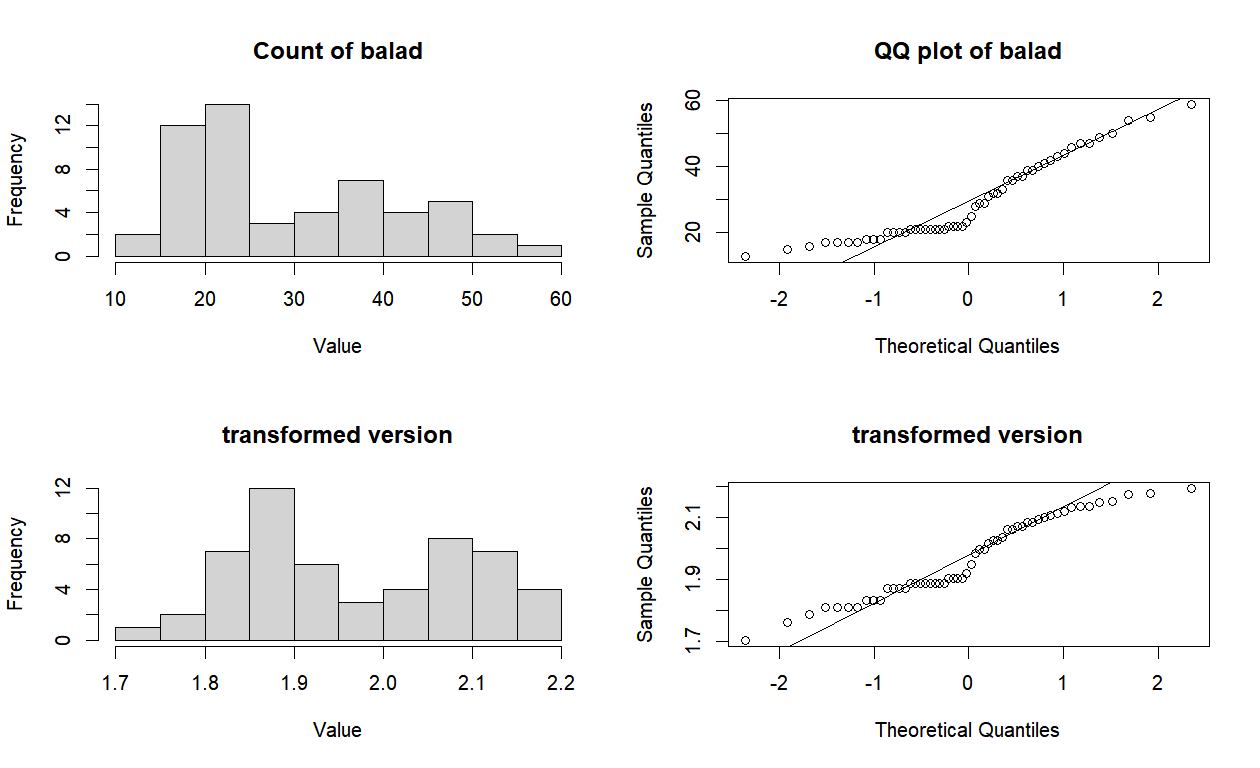 Count of balad
Frequency
0 4 8 12
10 20 30 40 50 60
Value
QQ plot of balad
Sample Quantiles
20 40 60
-2 -1 0 1 2
Theoretical Quantiles
transformed version
Frequency
0 4 8 12
1.7 1.8 1.9 2.0 2.1 2.2
Value
transformed version
Sample Quantiles
1.7 1.9 2.1
-2 -1 0 1 2
Theoretical Quantiles